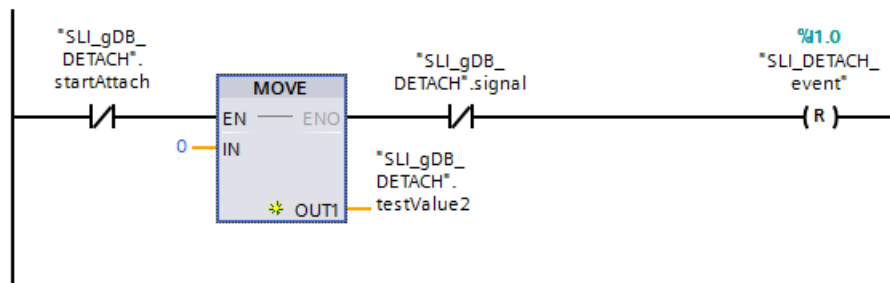 "SLI_gDB_
DETACH".
startAttach
MOVE
EN
ENO
0
IN
OUT1
"SLI_gDB_
DETACH".
testValue2
"SLI_gDB_
DETACH".signal
%I1.0
"SLI_DETACH_
event"
R